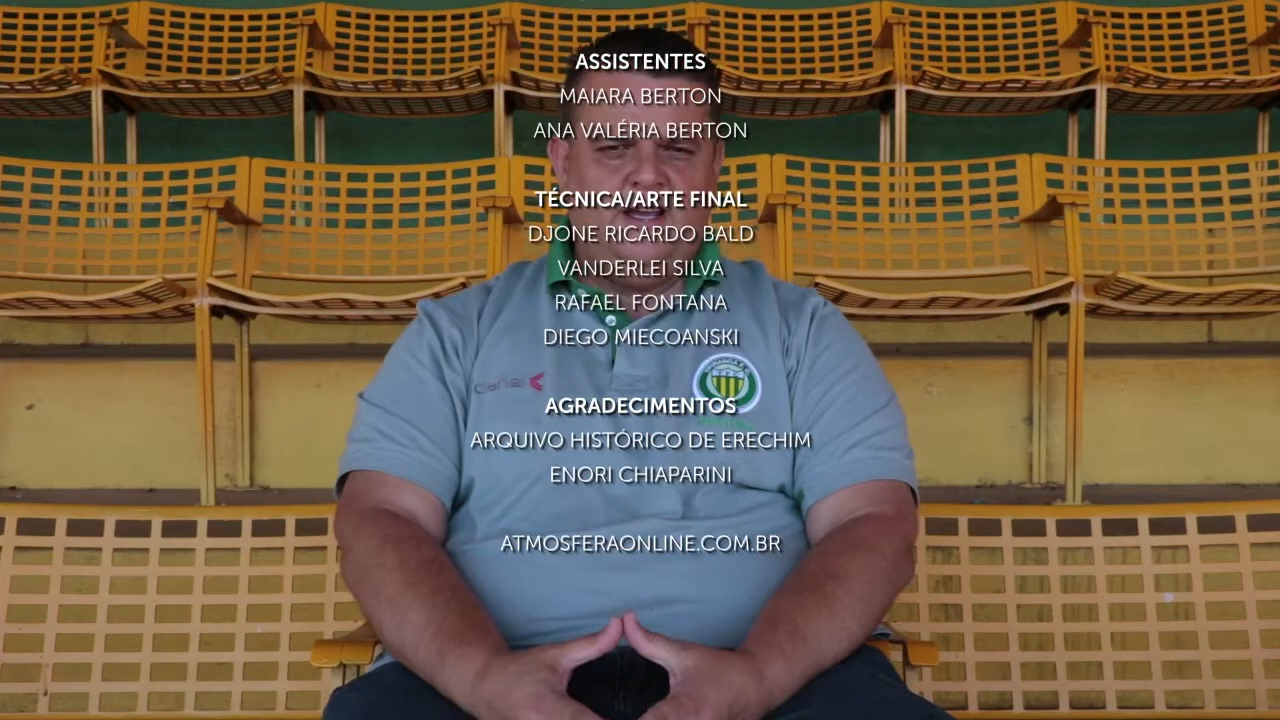 ASSISTENTES
MAIARA BERTON
ANA VALÉRIA BERTON
TÉCNICA/ARTE FINAL
DJONE RICARDO BALD
VANDERLEI SILVA
RAFAEL FONTANA
DIEGO MIECOANSKI
AGRADECIMENTOS
ARQUIVO HISTÓRICO DE ERECHIM
ENORI CHIAPARINI
ATMOSFERAONLINE.COM.BR